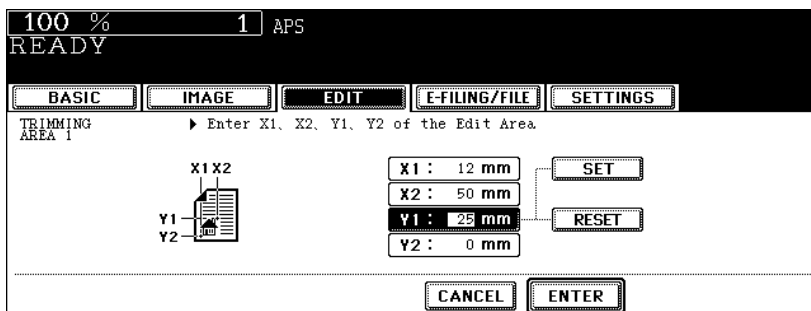 100 % 1 APS
READY
BASIC IMAGE EDIT E-FILING/FILE SETTINGS
TRIMMING AREA 1
▶ Enter X1、X2、Y1、Y2 of the Edit Area
X1 X2
Y1
Y2
X1 : 12 mm
X2 : 50 mm
Y1 : 25 mm
Y2 : 0 mm
SET
RESET
CANCEL ENTER